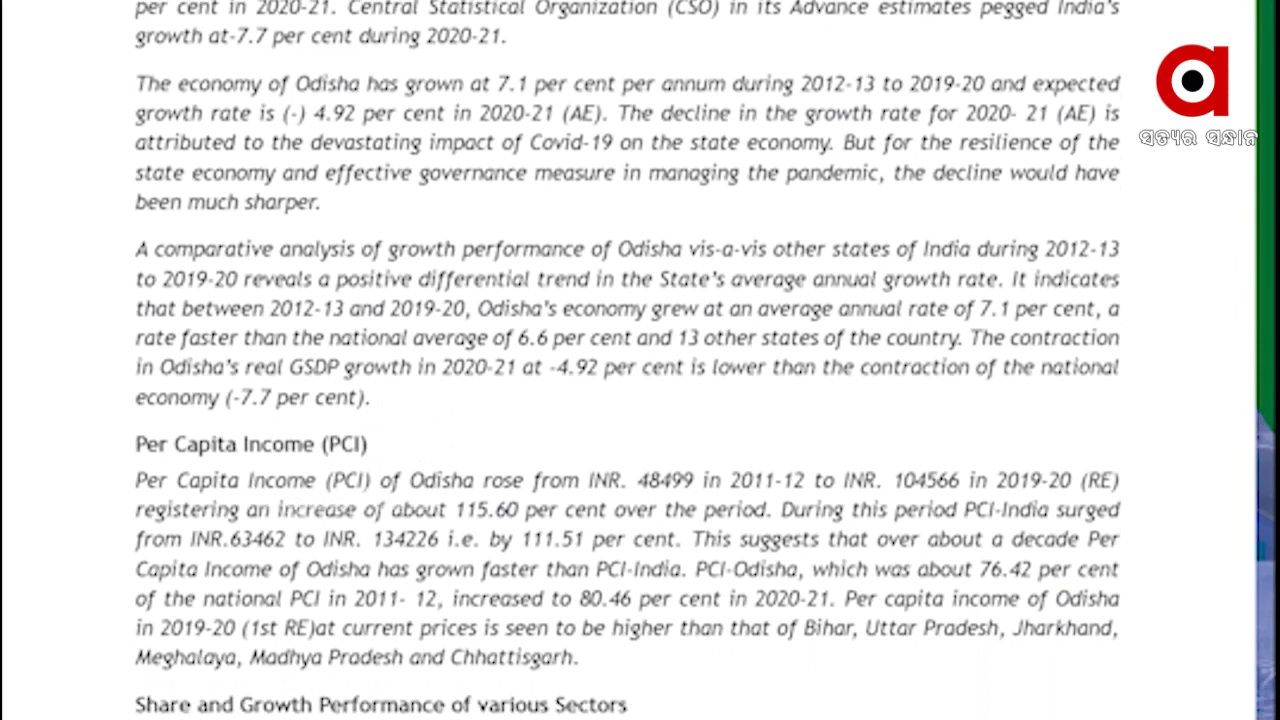 per cent in 2020-21. Central Statistical Organization (CSO) in its Advance estimates pegged India's
growth at-7.7 per cent during 2020-21.
The economy of Odisha has grown at 7.1 per cent per annum during 2012-13 to 2019-20 and expected
growth rate is (-) 4.92 per cent in 2020-21 (AE). The decline in the growth rate for 2020- 21 (AE) is
attributed to the devastating impact of Covid-19 on the state economy. But for the resilience of the
state economy and effective governance measure in managing the pandemic, the decline would have
been much sharper.
A comparative analysis of growth performance of Odisha vis-a-vis other states of India during 2012-13
to 2019-20 reveals a positive differential trend in the State's average annual growth rate. It indicates
that between 2012-13 and 2019-20, Odisha's economy grew at an average annual rate of 7.1 per cent, a
rate faster than the national average of 6.6 per cent and 13 other states of the country. The contraction
in Odisha's real GSDP growth in 2020-21 at -4.92 per cent is lower than the contraction of the national
economy (-7.7 per cent).
Per Capita Income (PCI)
Per Capita Income (PCI) of Odisha rose from INR. 48499 in 2011-12 to INR. 104566 in 2019-20 (RE)
registering an increase of about 115.60 per cent over the period. During this period PCI-India surged
from INR.63462 to INR. 134226 i.e. by 111.51 per cent. This suggests that over about a decade Per
Capita Income of Odisha has grown faster than PCI-India. PCI-Odisha, which was about 76.42 per cent
of the national PCI in 2011- 12, increased to 80.46 per cent in 2020-21. Per capita income of Odisha
in 2019-20 (1st RE)at current prices is seen to be higher than that of Bihar, Uttar Pradesh, Jharkhand,
Meghalaya, Madhya Pradesh and Chhattisgarh.
Share and Growth Performance of various Sectors
a
ସତ୍ୟର ସନ୍ଧାନ